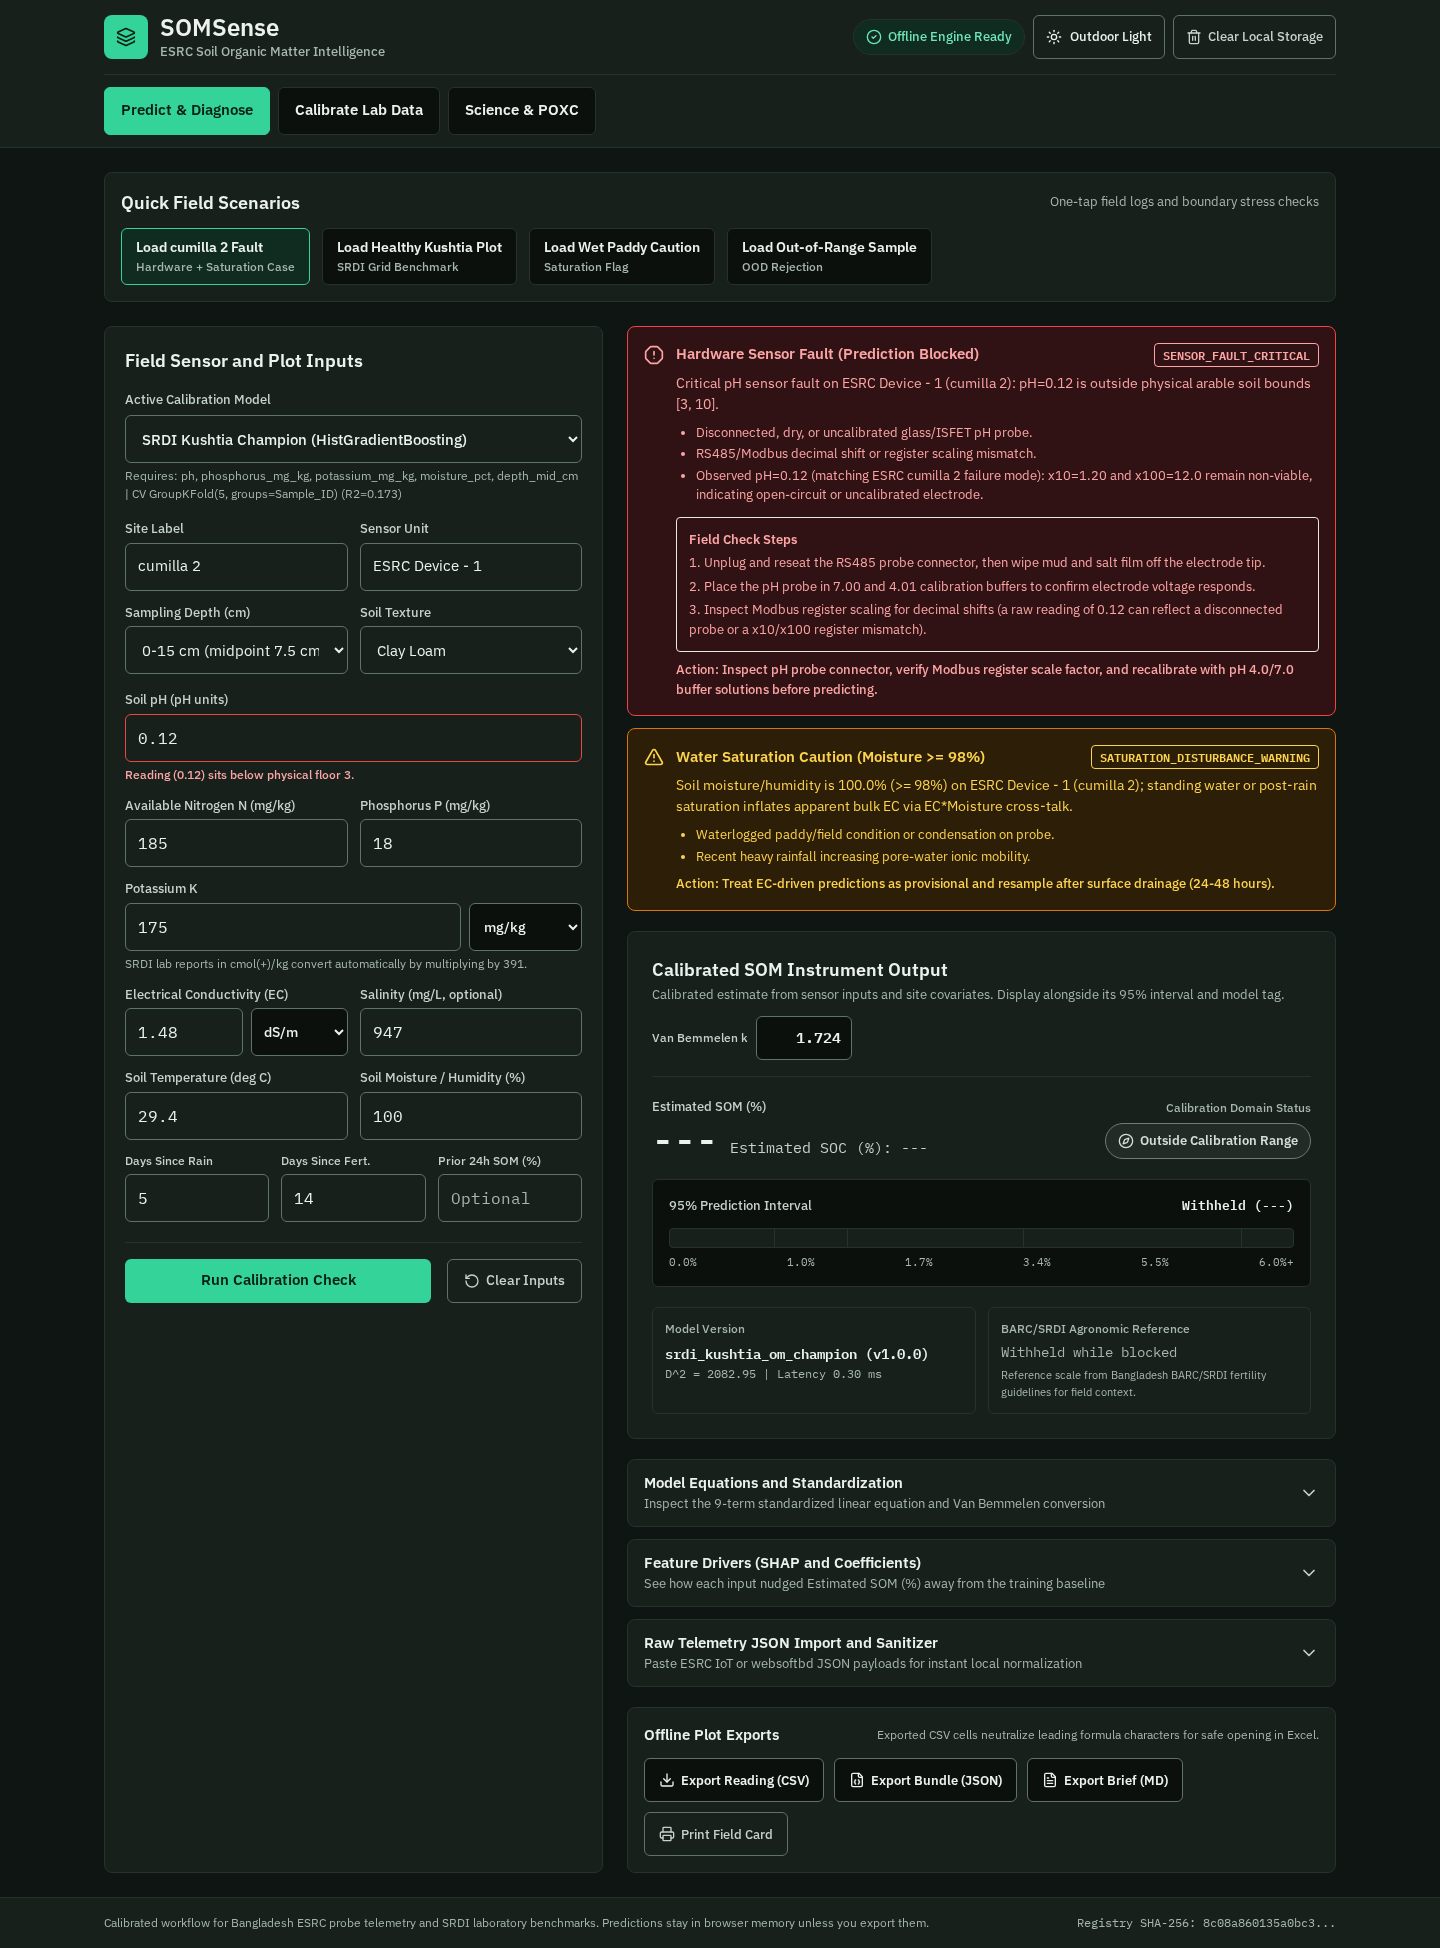 SOMSense
ESRC Soil Organic Matter Intelligence
Offline Engine Ready
Outdoor Light
Clear Local Storage
Predict & Diagnose
Calibrate Lab Data
Science & POXC
Quick Field Scenarios
One-tap field logs and boundary stress checks
Load cumilla 2 Fault
Hardware + Saturation Case
Load Healthy Kushtia Plot
SRDI Grid Benchmark
Load Wet Paddy Caution
Saturation Flag
Load Out-of-Range Sample
OOD Rejection
Field Sensor and Plot Inputs
Active Calibration Model
SRDI Kushtia Champion (HistGradientBoosting)
Requires: ph, phosphorus_mg_kg, potassium_mg_kg, moisture_pct, depth_mid_cm
| CV GroupKFold(5, groups=Sample_ID) (R2=0.173)
Site Label
Sensor Unit
cumilla 2
ESRC Device - 1
Sampling Depth (cm)
Soil Texture
0-15 cm (midpoint 7.5 cm
Clay Loam
Soil pH (pH units)
0.12
Reading (0.12) sits below physical floor 3.
Available Nitrogen N (mg/kg)
Phosphorus P (mg/kg)
185
18
Potassium K
175
mg/kg
SRDI lab reports in cmol(+)/kg convert automatically by multiplying by 391.
Electrical Conductivity (EC)
Salinity (mg/L, optional)
1.48
dS/m
947
Soil Temperature (deg C)
Soil Moisture / Humidity (%)
29.4
100
Days Since Rain
Days Since Fert.
Prior 24h SOM (%)
5
14
Optional
Run Calibration Check
Clear Inputs
Hardware Sensor Fault (Prediction Blocked)
SENSOR_FAULT_CRITICAL
Critical pH sensor fault on ESRC Device - 1 (cumilla 2): pH=0.12 is outside physical arable soil bounds
[3, 10].
• Disconnected, dry, or uncalibrated glass/ISFET pH probe.
• RS485/Modbus decimal shift or register scaling mismatch.
• Observed pH=0.12 (matching ESRC cumilla 2 failure mode): x10=1.20 and x100=12.0 remain non-viable,
indicating open-circuit or uncalibrated electrode.
Field Check Steps
1. Unplug and reseat the RS485 probe connector, then wipe mud and salt film off the electrode tip.
2. Place the pH probe in 7.00 and 4.01 calibration buffers to confirm electrode voltage responds.
3. Inspect Modbus register scaling for decimal shifts (a raw reading of 0.12 can reflect a disconnected
probe or a x10/x100 register mismatch).
Action: Inspect pH probe connector, verify Modbus register scale factor, and recalibrate with pH 4.0/7.0
buffer solutions before predicting.
Water Saturation Caution (Moisture >= 98%)
SATURATION_DISTURBANCE_WARNING
Soil moisture/humidity is 100.0% (>= 98%) on ESRC Device - 1 (cumilla 2); standing water or post-rain
saturation inflates apparent bulk EC via EC*Moisture cross-talk.
• Waterlogged paddy/field condition or condensation on probe.
• Recent heavy rainfall increasing pore-water ionic mobility.
Action: Treat EC-driven predictions as provisional and resample after surface drainage (24-48 hours).
Calibrated SOM Instrument Output
Calibrated estimate from sensor inputs and site covariates. Display alongside its 95% interval and model tag.
Van Bemmelen k
1.724
Estimated SOM (%)
Calibration Domain Status
--- Estimated SOC (%): ---
Outside Calibration Range
95% Prediction Interval
Withheld (---)
0.0%
1.0%
1.7%
3.4%
5.5%
6.0%+
Model Version
srdi_kushtia_om_champion (v1.0.0)
D^2 = 2082.95 | Latency 0.30 ms
BARC/SRDI Agronomic Reference
Withheld while blocked
Reference scale from Bangladesh BARC/SRDI fertility
guidelines for field context.
Model Equations and Standardization
Inspect the 9-term standardized linear equation and Van Bemmelen conversion
Feature Drivers (SHAP and Coefficients)
See how each input nudged Estimated SOM (%) away from the training baseline
Raw Telemetry JSON Import and Sanitizer
Paste ESRC IoT or websoftbd JSON payloads for instant local normalization
Offline Plot Exports
Exported CSV cells neutralize leading formula characters for safe opening in Excel.
Export Reading (CSV)
Export Bundle (JSON)
Export Brief (MD)
Print Field Card
Calibrated workflow for Bangladesh ESRC probe telemetry and SRDI laboratory benchmarks. Predictions stay in browser memory unless you export them.
Registry SHA-256: 8c08a860135a0bc3...